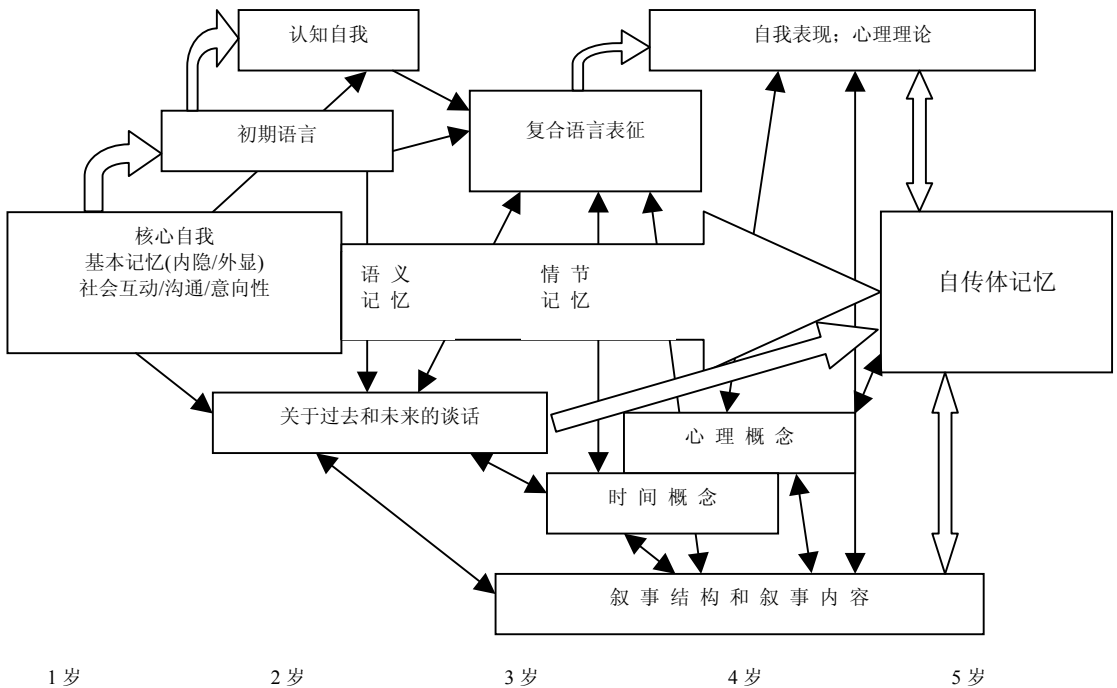 认知自我
自我表现；心理理论
初期语言
复合语言表征
核心自我
基本记忆(内隐/外显)
社会互动/沟通/意向性
语 义
记 忆
情 节
记 忆
自传体记忆
关于过去和未来的谈话
心 理 概 念
时 间 概 念
叙 事 结 构 和 叙 事 内 容
1 岁
2 岁
3 岁
4 岁
5 岁